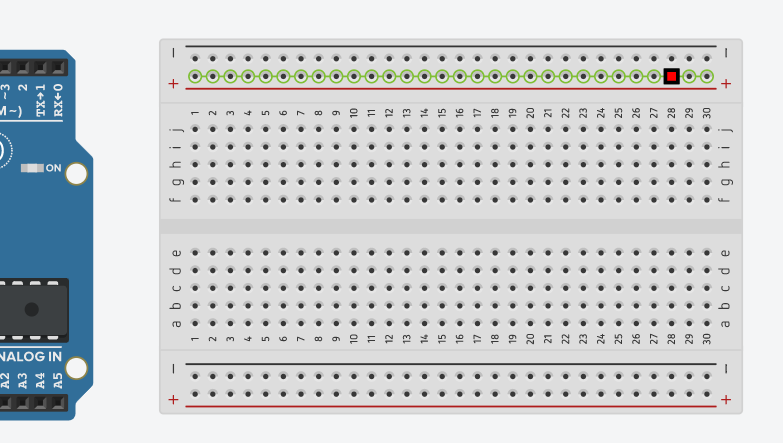 ~3
2
TX→1
RX←0
M ~)
ON
NALOG IN
A2
A3
A4
A5
— —
+ +
1 2 3 4 5 6 7 8 9 10 11 12 13 14 15 16 17 18 19 20 21 22 23 24 25 26 27 28 29 30
j j
i i
h h
g g
f f
e e
d d
c c
b b
a a
1 2 3 4 5 6 7 8 9 10 11 12 13 14 15 16 17 18 19 20 21 22 23 24 25 26 27 28 29 30
— —
+ +